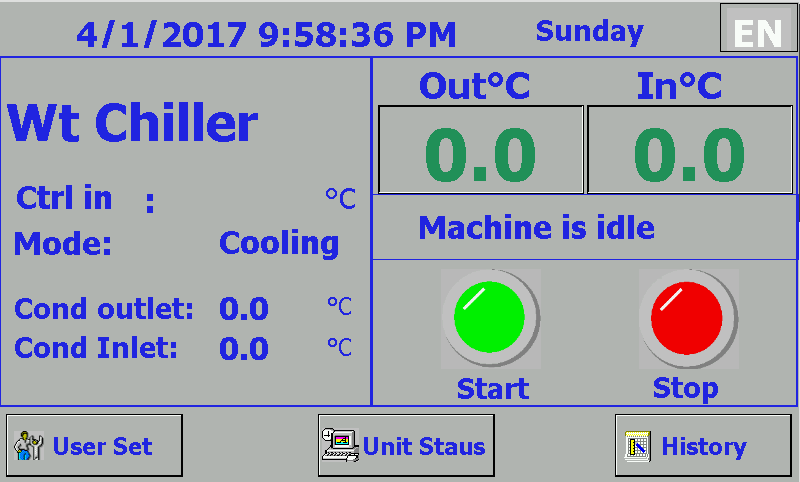 4/1/2017 9:58:36 PM Sunday EN
Wt Chiller
Ctrl in : °C
Mode: Cooling
Cond outlet: 0.0 °C
Cond Inlet: 0.0 °C
Out°C In°C
0.0 0.0
Machine is idle
Start Stop
User Set Unit Staus History